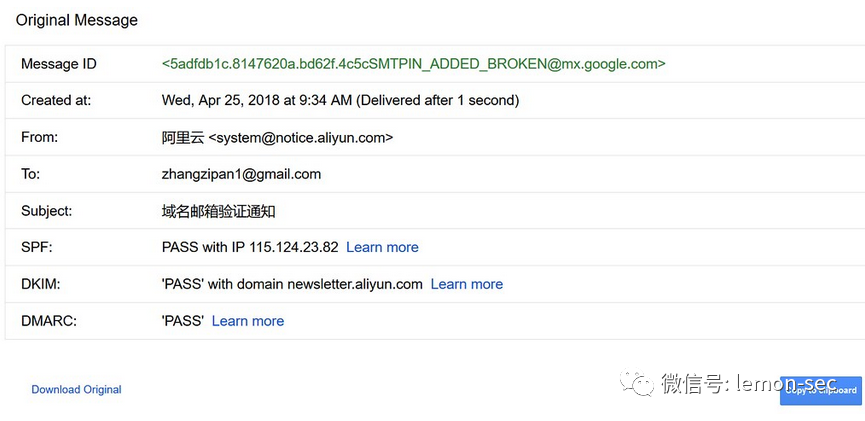 Original Message
Message ID <5adfdb1c.8147620a.bd62f.4c5cSMTPIN_ADDED_BROKEN@mx.google.com>
Created at: Wed, Apr 25, 2018 at 9:34 AM (Delivered after 1 second)
From: 阿里云 <system@notice.aliyun.com>
To: zhangzipan1@gmail.com
Subject: 域名邮箱验证通知
SPF: PASS with IP 115.124.23.82 Learn more
DKIM: 'PASS' with domain newsletter.aliyun.com Learn more
DMARC: 'PASS' Learn more
Download Original
微信号: lemon-sec
Copy to clipboard